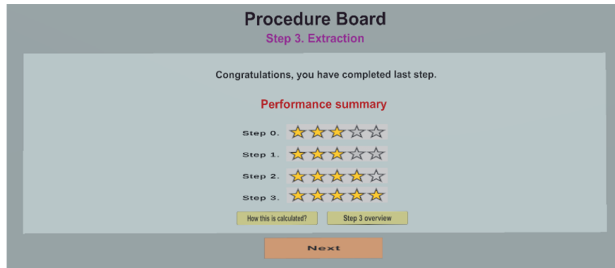 Procedure Board
Step 3. Extraction
Congratulations, you have completed last step.
Performance summary
Step 0.
Step 1.
Step 2.
Step 3.
How this is calculated? Step 3 overview
Next